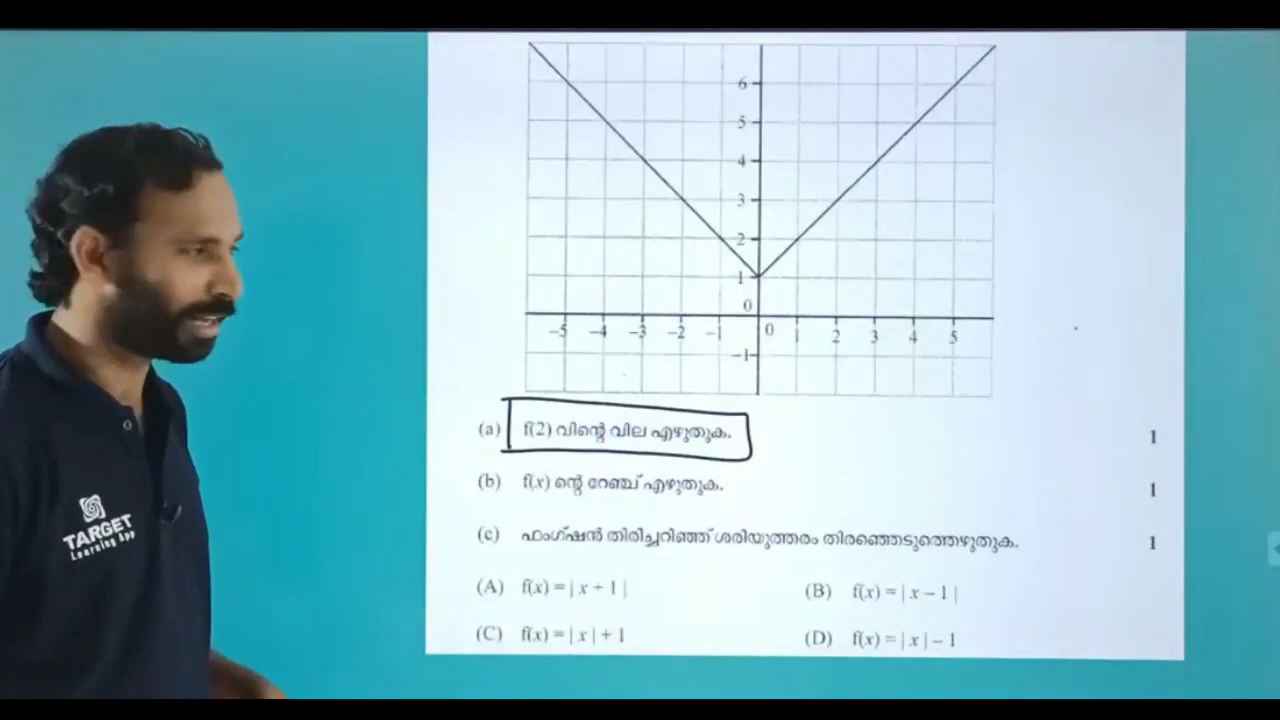 6
5
4
3
2
1
0
-5 -4 -3 -2 -1 0 1 2 3 4 5
-1
(a) f(2) വിന്റെ വില എഴുതുക. 1
(b) f(x) ന്റെ റേഞ്ച് എഴുതുക. 1
(c) ഫംഗ്ഷൻ തിരിച്ചറിഞ്ഞ് ശരിയുത്തരം തിരഞ്ഞെടുത്തെഴുതുക. 1
(A) f(x) = | x + 1 | (B) f(x) = | x - 1 |
(C) f(x) = | x | + 1 (D) f(x) = | x | - 1
TARGET
Learning App